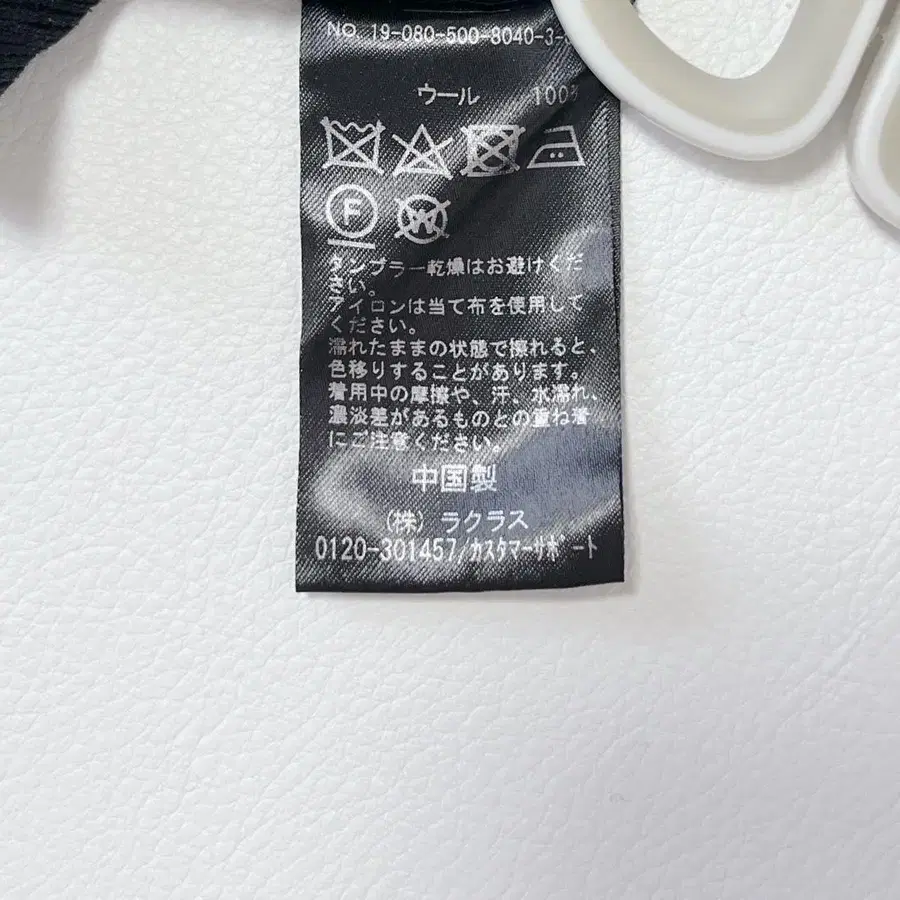 NO 19-080-500-8040-3-
ウール 100%
F W
タンブラー乾燥はお避けくだ
さい。
アイロンは当て布を使用して
ください。
濡れたままの状態で擦れると、
色移りすることがあります。
着用中の摩擦や、汗、水濡れ、
濃淡差があるものとの重ね着
にご注意ください。
中国製
(株) ラクラス
0120-301457/カスタマーサポート